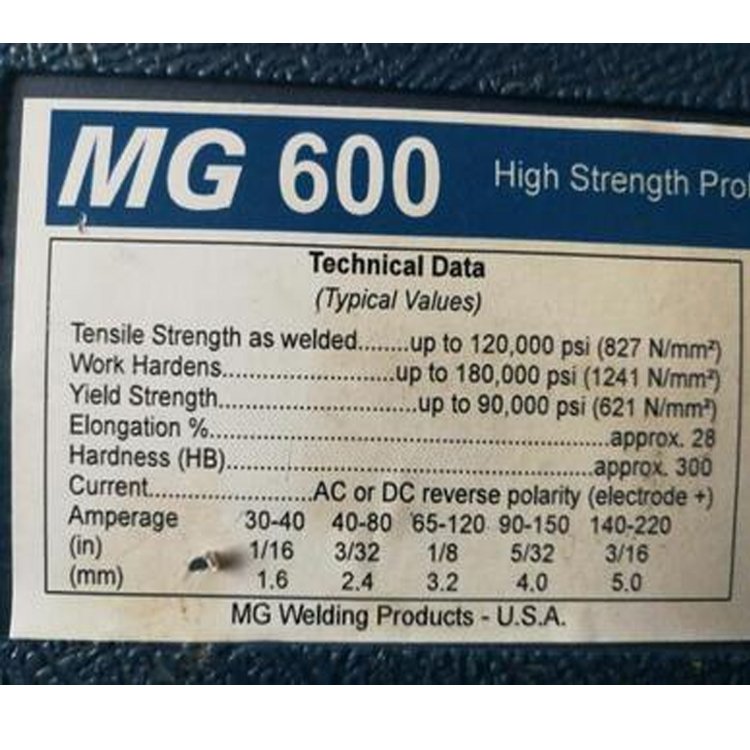 MG 600 High Strength
Technical Data
(Typical Values)
Tensile Strength as welded........up to 120,000 psi (827 N/mm²)
Work Hardens..........................up to 180,000 psi (1241 N/mm²)
Yield Strength..............................up to 90,000 psi (621 N/mm²)
Elongation %............................................................approx. 28
Hardness (HB)........................................................approx. 300
Current.........................AC or DC reverse polarity (electrode +)
Amperage 30-40 40-80 65-120 90-150 140-220
(in) 1/16 3/32 1/8 5/32 3/16
(mm) 1.6 2.4 3.2 4.0 5.0
MG Welding Products - U.S.A.